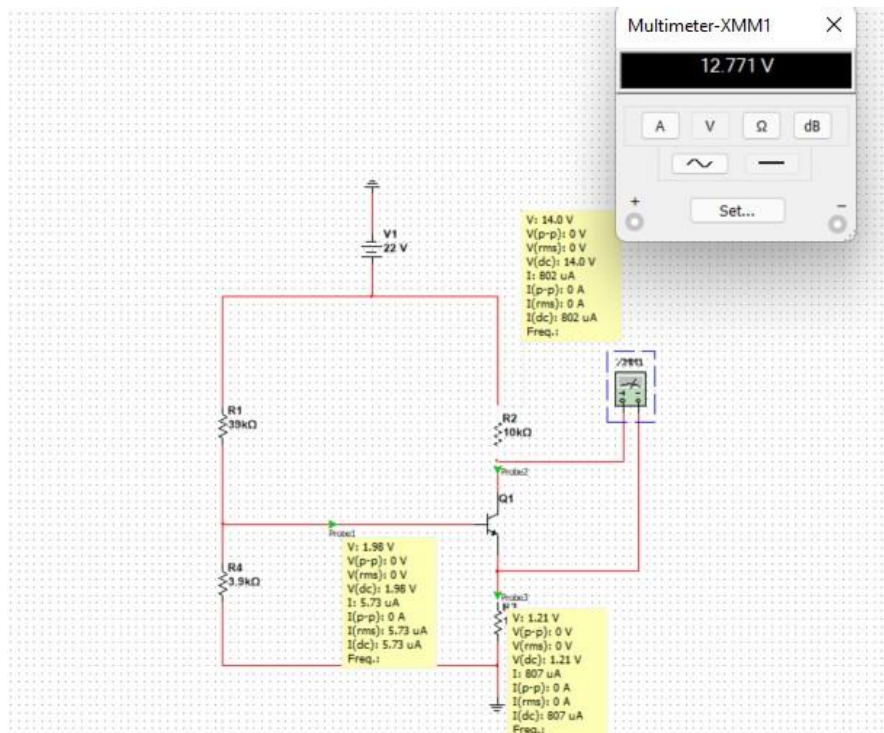 Multimeter-XMM1
12.771 V
A V Ω dB
+ Set... -
V1
22 V
V: 14.0 V
V(p-p): 0 V
V(rms): 0 V
V(dc): 14.0 V
I: 802 uA
I(p-p): 0 A
I(rms): 0 A
I(dc): 802 uA
Freq.:
XMM1
R1
39kΩ
R2
10kΩ
Probe2
Q1
Probe1
V: 1.98 V
V(p-p): 0 V
V(rms): 0 V
V(dc): 1.98 V
I: 5.73 uA
I(p-p): 0 A
I(rms): 5.73 uA
I(dc): 5.73 uA
Freq.:
R4
3.9kΩ
Probe3
V: 1.21 V
V(p-p): 0 V
V(rms): 0 V
V(dc): 1.21 V
I: 807 uA
I(p-p): 0 A
I(rms): 0 A
I(dc): 807 uA
Freq.: